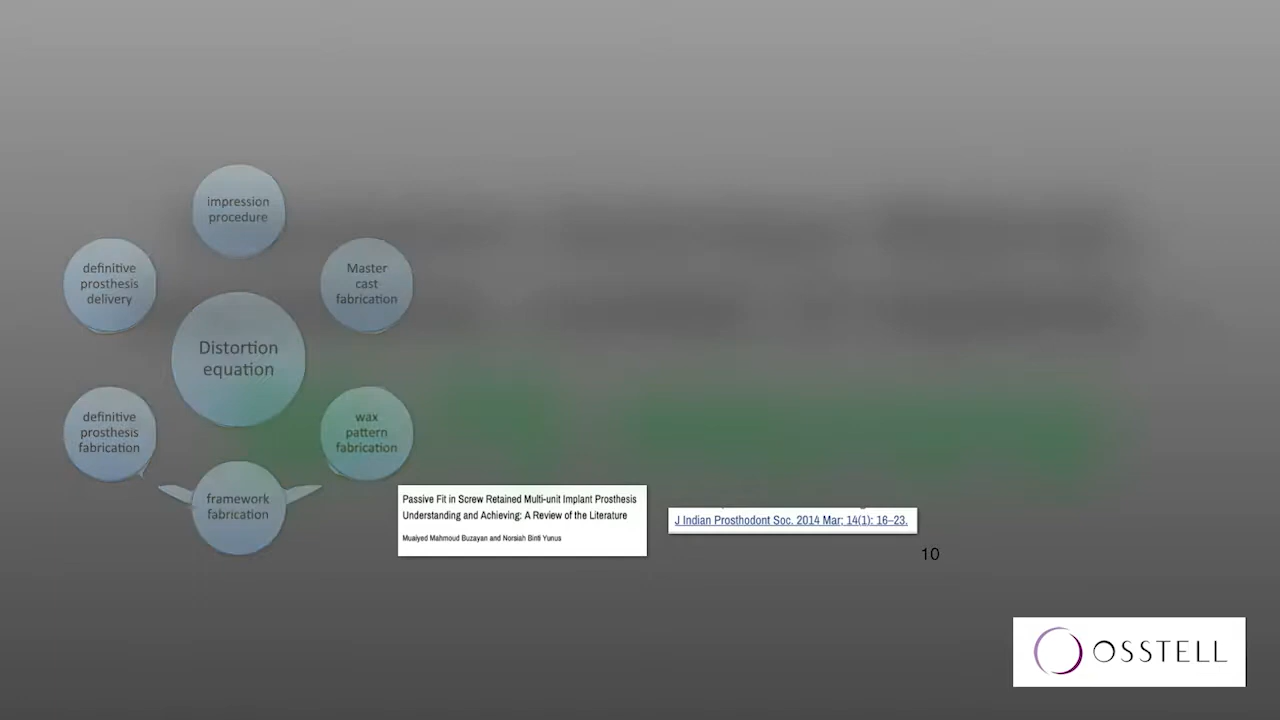 impression
procedure
definitive
prosthesis
delivery
Master
cast
fabrication
Distortion
equation
definitive
prosthesis
fabrication
wax
pattern
fabrication
framework
fabrication
Passive Fit in Screw Retained Multi-unit Implant Prosthesis
Understanding and Achieving: A Review of the Literature
Muaiyed Mahmoud Buzayan and Norsiah Binti Yunus
J Indian Prosthodont Soc. 2014 Mar; 14(1): 16–23.
10
OSSTELL